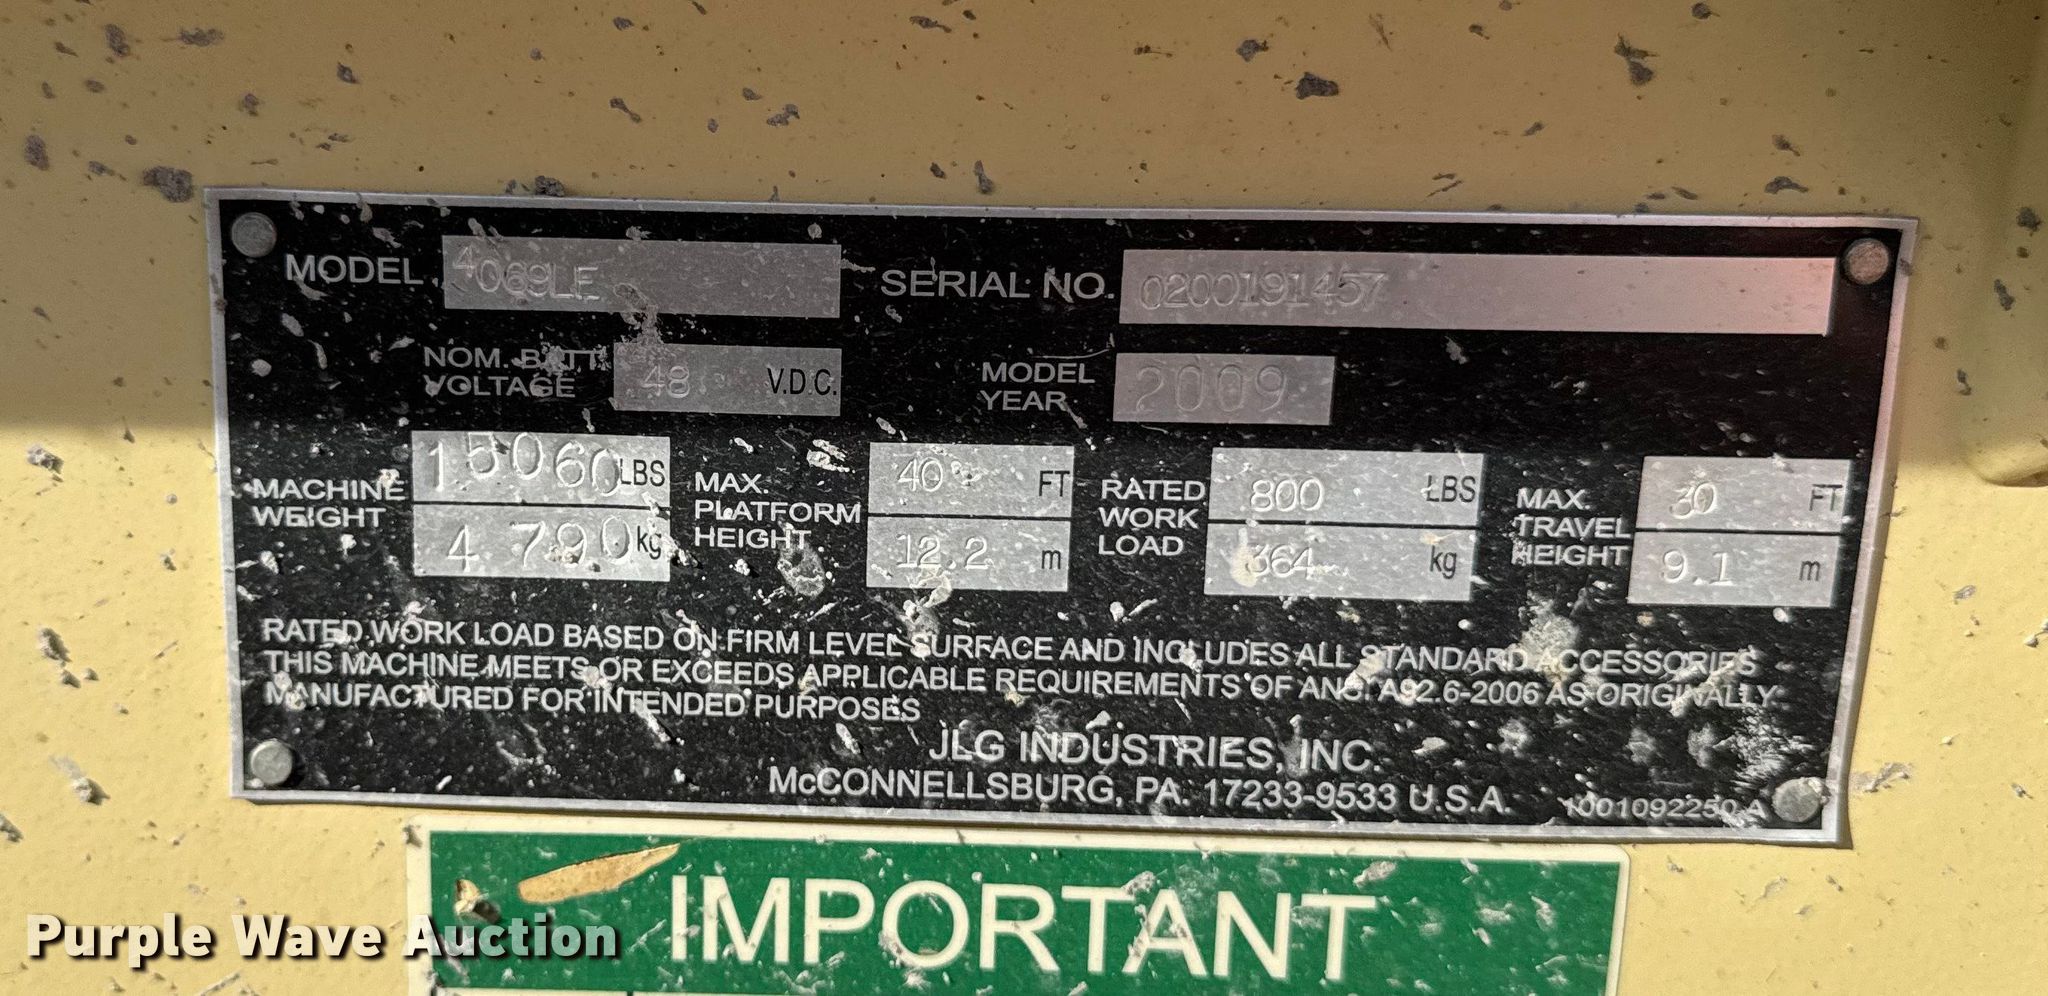 MODEL 4069LE SERIAL NO. 0200191457
NOM. BATT. VOLTAGE 48 V.D.C. MODEL YEAR 2009
MACHINE WEIGHT 15060 LBS 4 790 kg MAX. PLATFORM HEIGHT 40 FT 12.2 m RATED WORK LOAD 800 LBS 364 kg MAX. TRAVEL HEIGHT 30 FT 9.1 m
RATED WORK LOAD BASED ON FIRM LEVEL SURFACE AND INCLUDES ALL STANDARD ACCESSORIES
THIS MACHINE MEETS OR EXCEEDS APPLICABLE REQUIREMENTS OF ANSI A92.6-2006 AS ORIGINALLY
MANUFACTURED FOR INTENDED PURPOSES
JLG INDUSTRIES, INC.
McCONNELLSBURG, PA. 17233-9533 U.S.A. 1001092250 A
IMPORTANT
Purple Wave Auction